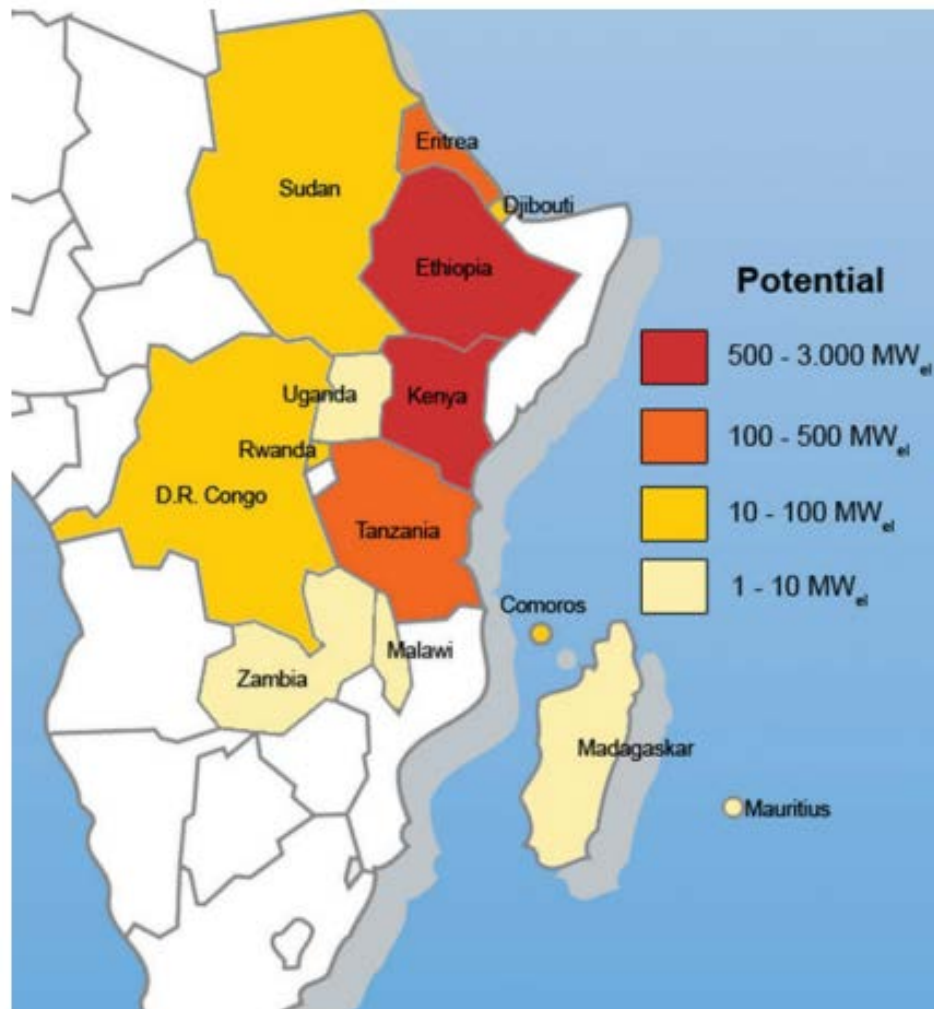 Eritrea
Sudan
Djibouti
Ethiopia
Potential
500 - 3.000 MWel
Uganda
Kenya
100 - 500 MWel
Rwanda
D.R. Congo
10 - 100 MWel
Tanzania
1 - 10 MWel
Comoros
Malawi
Zambia
Madagaskar
Mauritius